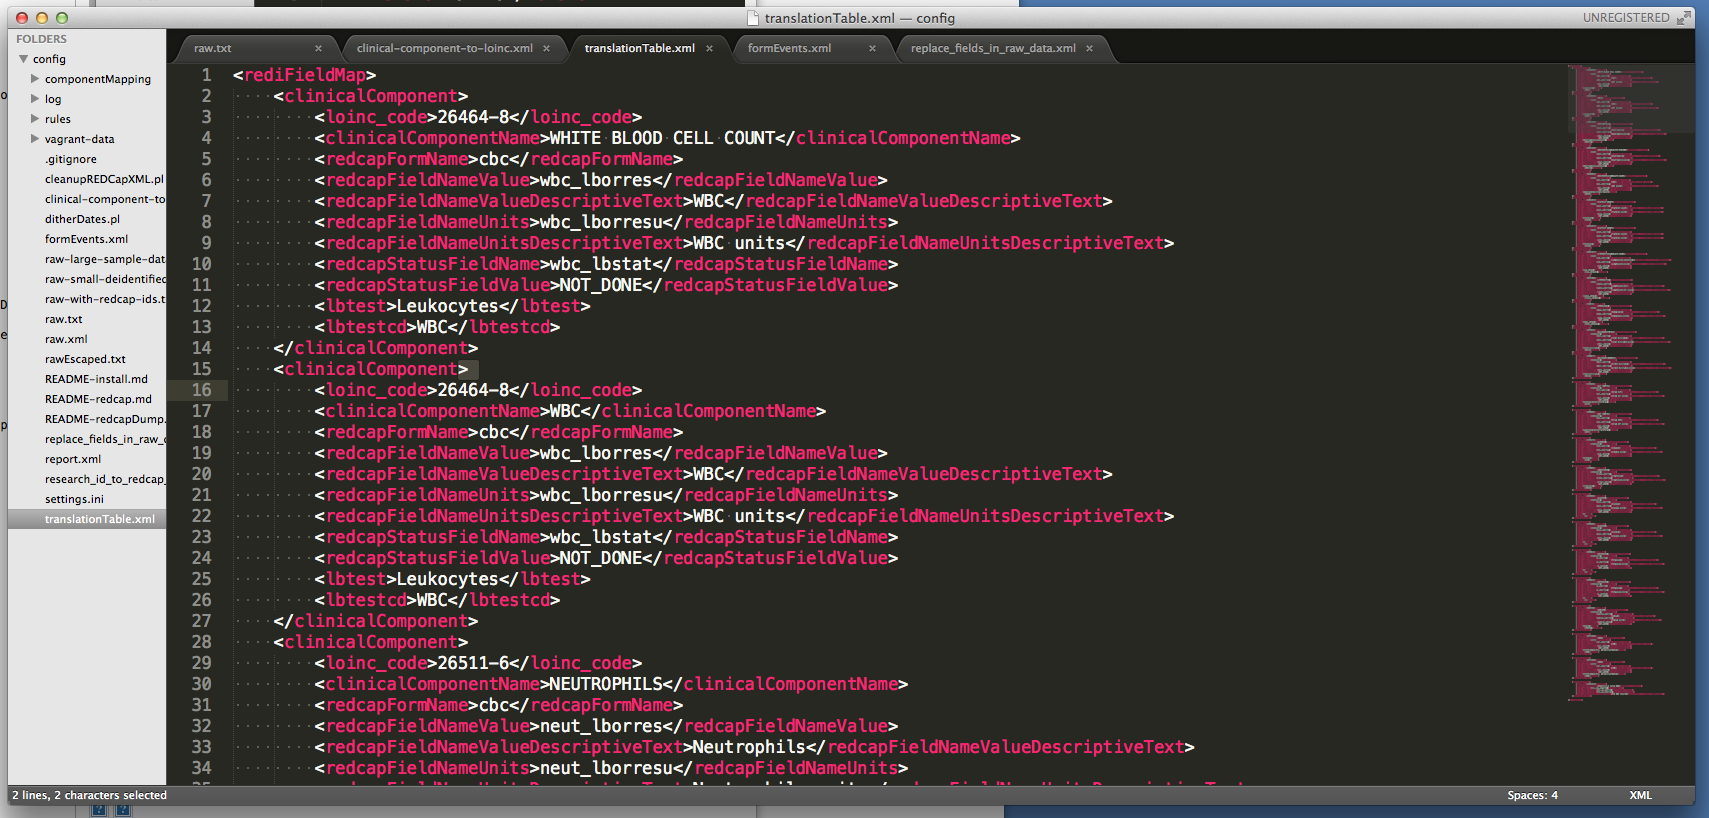 translationTable.xml — config
UNREGISTERED
FOLDERS
config
componentMapping
log
rules
vagrant-data
.gitignore
cleanupREDCapXML.pl
clinical-component-to
ditherDates.pl
formEvents.xml
raw-large-sample-dat
raw-small-deidentified
raw-with-redcap-ids.t
raw.txt
raw.xml
rawEscaped.txt
README-install.md
README-redcap.md
README-redcapDump.
replace_fields_in_raw_c
report.xml
research_id_to_redcap_
settings.ini
translationTable.xml
raw.txt × clinical-component-to-loinc.xml × translationTable.xml × formEvents.xml × replace_fields_in_raw_data.xml ×
1 <rediFieldMap>
2 <clinicalComponent>
3 <loinc_code>26464-8</loinc_code>
4 <clinicalComponentName>WHITE BLOOD CELL COUNT</clinicalComponentName>
5 <redcapFormName>cbc</redcapFormName>
6 <redcapFieldNameValue>wbc_lborres</redcapFieldNameValue>
7 <redcapFieldNameValueDescriptiveText>WBC</redcapFieldNameValueDescriptiveText>
8 <redcapFieldNameUnits>wbc_lborresu</redcapFieldNameUnits>
9 <redcapFieldNameUnitsDescriptiveText>WBC units</redcapFieldNameUnitsDescriptiveText>
10 <redcapStatusFieldName>wbc_lbstat</redcapStatusFieldName>
11 <redcapStatusFieldValue>NOT_DONE</redcapStatusFieldValue>
12 <lbtest>Leukocytes</lbtest>
13 <lbtestcd>WBC</lbtestcd>
14 </clinicalComponent>
15 <clinicalComponent>
16 <loinc_code>26464-8</loinc_code>
17 <clinicalComponentName>WBC</clinicalComponentName>
18 <redcapFormName>cbc</redcapFormName>
19 <redcapFieldNameValue>wbc_lborres</redcapFieldNameValue>
20 <redcapFieldNameValueDescriptiveText>WBC</redcapFieldNameValueDescriptiveText>
21 <redcapFieldNameUnits>wbc_lborresu</redcapFieldNameUnits>
22 <redcapFieldNameUnitsDescriptiveText>WBC units</redcapFieldNameUnitsDescriptiveText>
23 <redcapStatusFieldName>wbc_lbstat</redcapStatusFieldName>
24 <redcapStatusFieldValue>NOT_DONE</redcapStatusFieldValue>
25 <lbtest>Leukocytes</lbtest>
26 <lbtestcd>WBC</lbtestcd>
27 </clinicalComponent>
28 <clinicalComponent>
29 <loinc_code>26511-6</loinc_code>
30 <clinicalComponentName>NEUTROPHILS</clinicalComponentName>
31 <redcapFormName>cbc</redcapFormName>
32 <redcapFieldNameValue>neut_lborres</redcapFieldNameValue>
33 <redcapFieldNameValueDescriptiveText>Neutrophils</redcapFieldNameValueDescriptiveText>
34 <redcapFieldNameUnits>neut_lborresu</redcapFieldNameUnits>
2 lines, 2 characters selected
Spaces: 4 XML